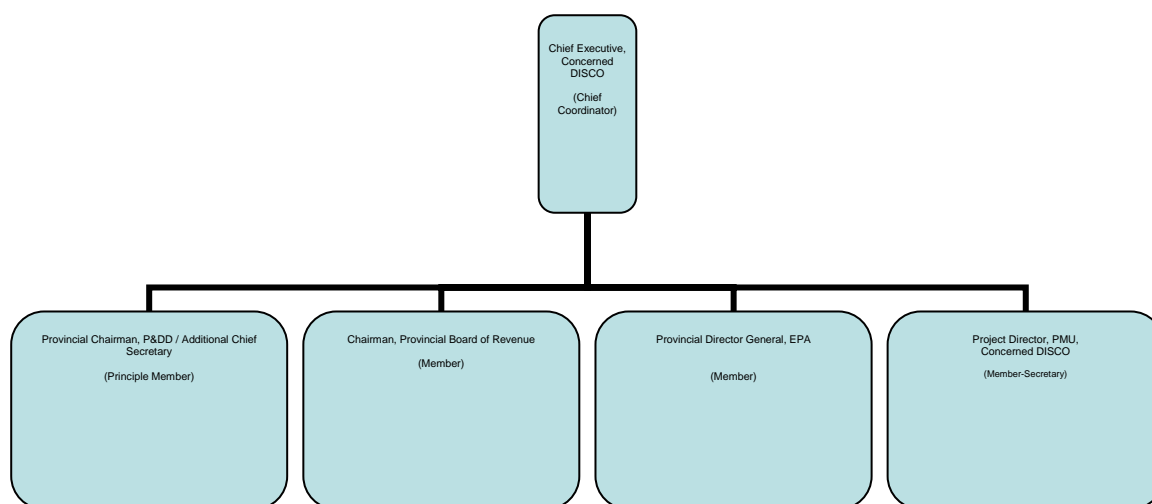 Chief Executive,
Concerned
DISCO
(Chief
Coordinator)
Provincial Chairman, P&DD / Additional Chief
Secretary
(Principle Member)
Chairman, Provincial Board of Revenue
(Member)
Provincial Director General, EPA
(Member)
Project Director, PMU,
Concerned DISCO
(Member-Secretary)